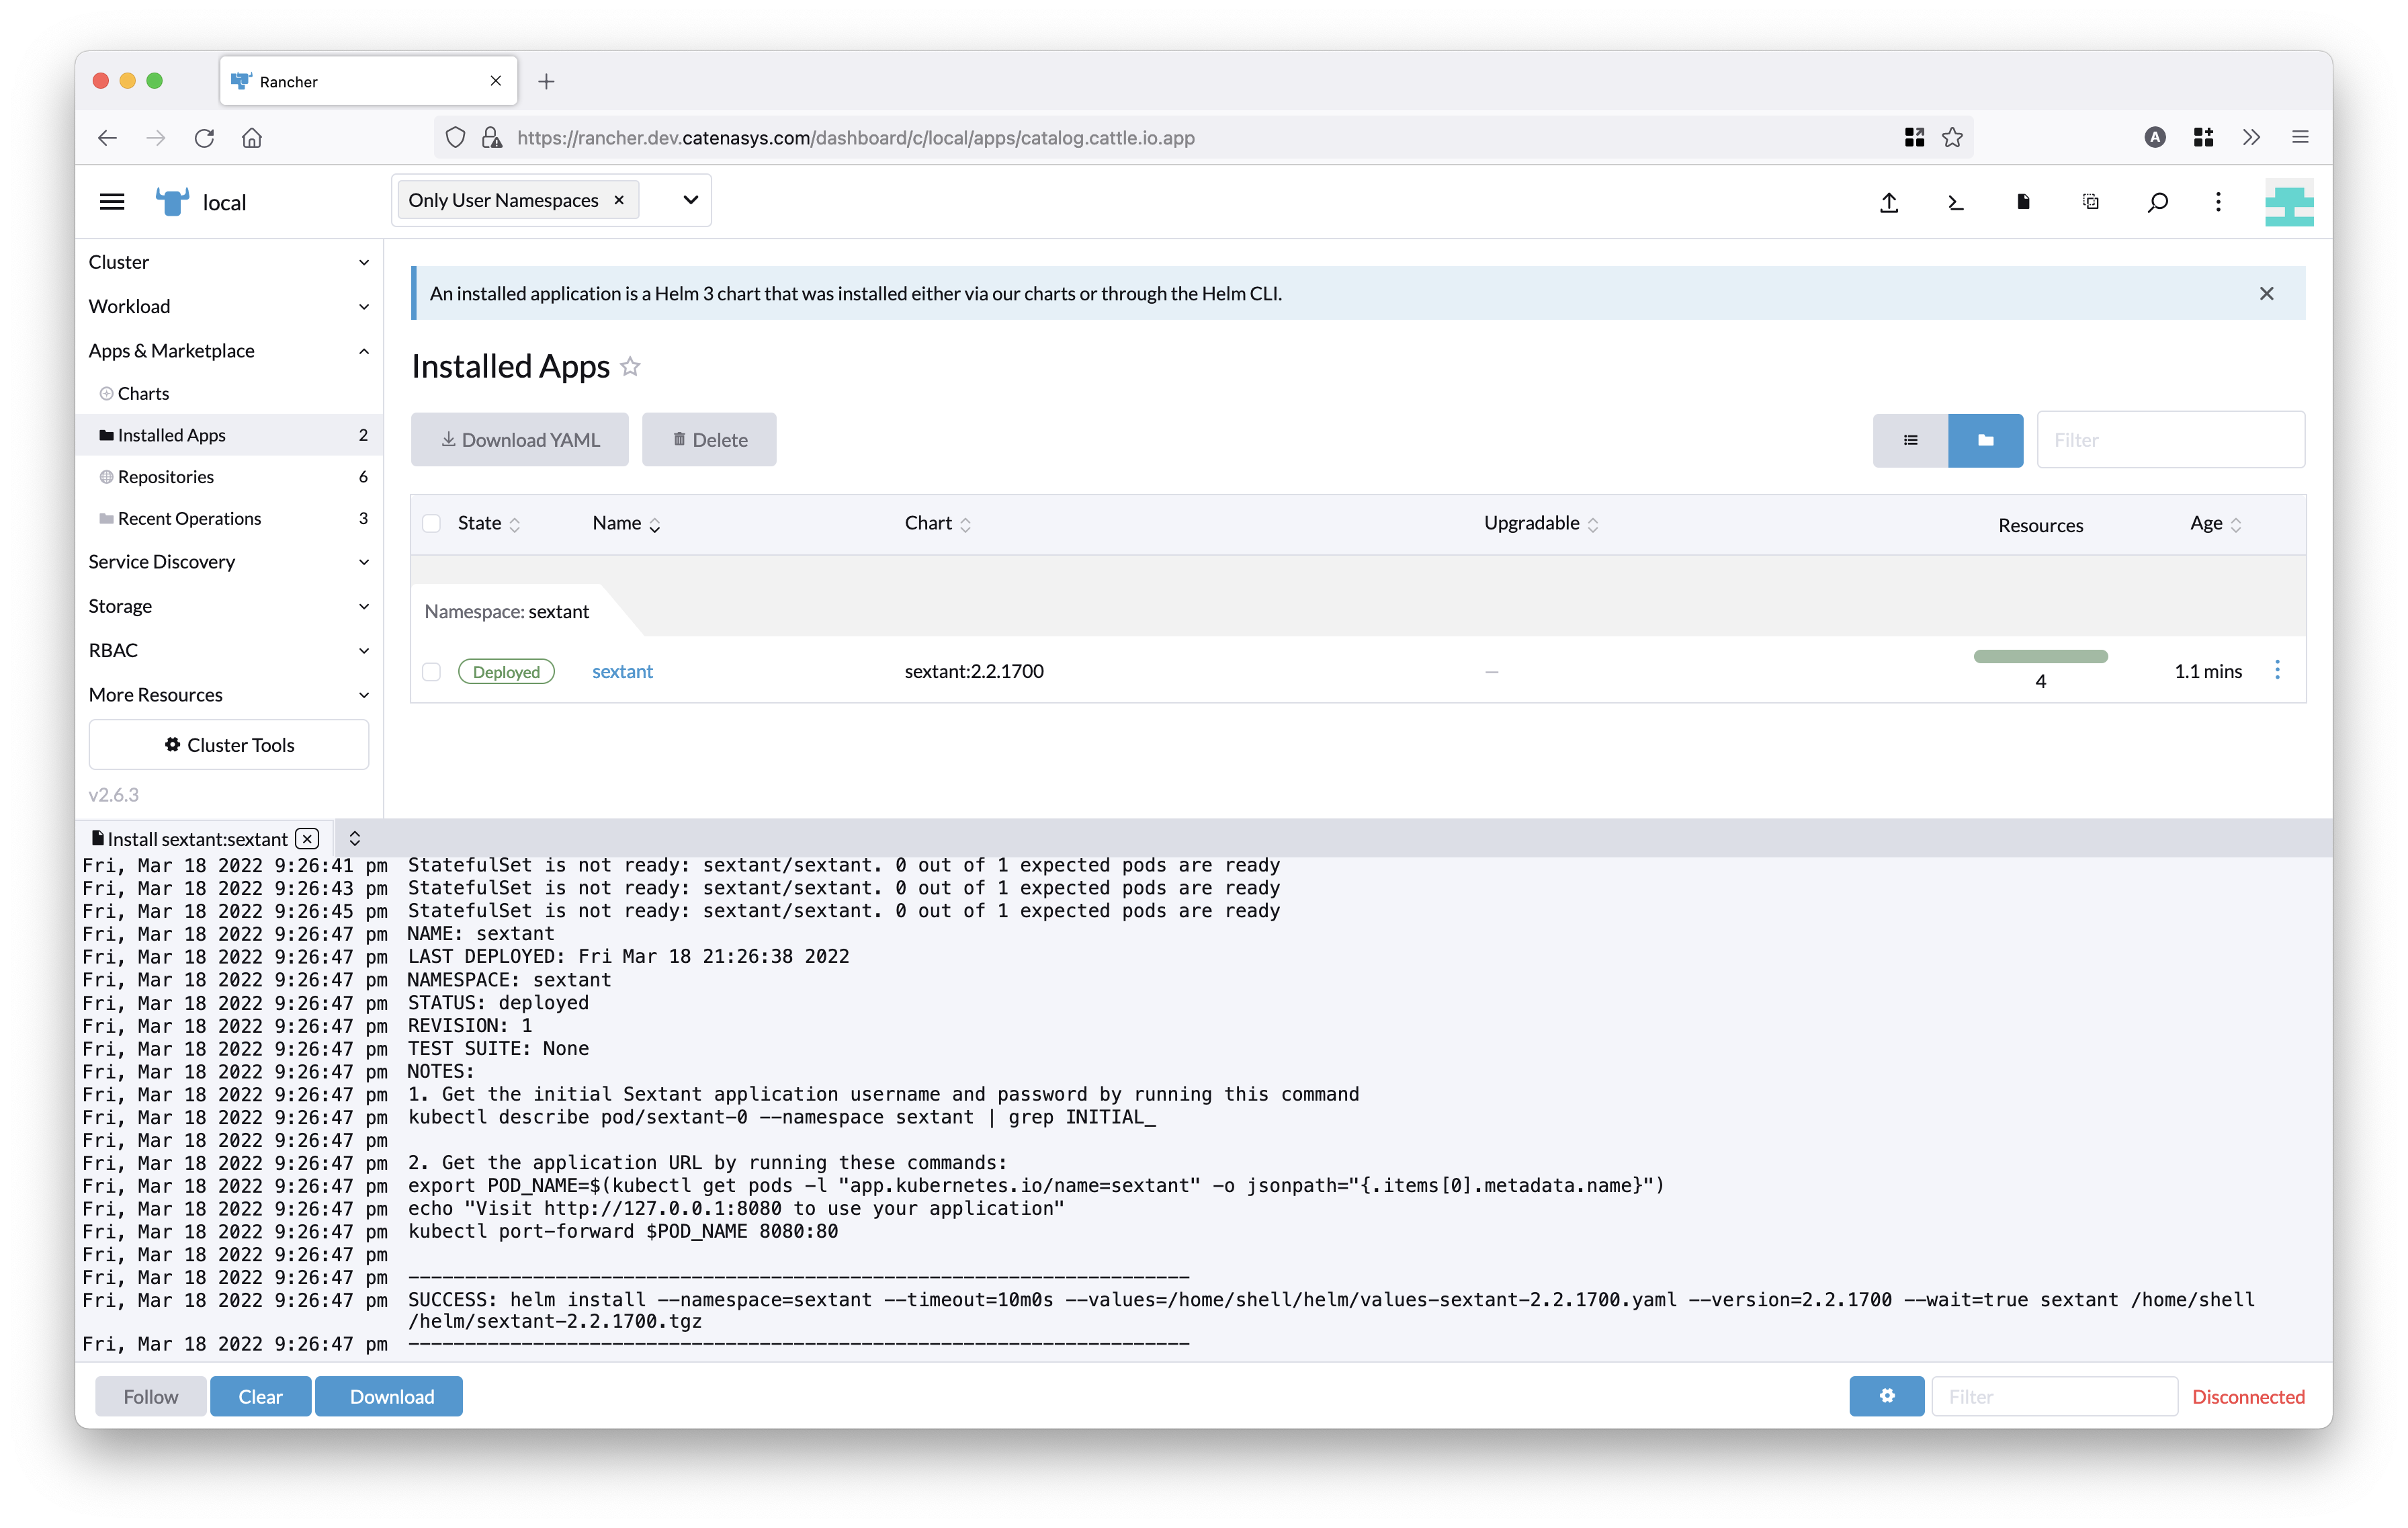 Rancher
https://rancher.dev.catenasys.com/dashboard/c/local/apps/catalog.cattle.io.app
A
local
Only User Namespaces
Cluster
Workload
Apps & Marketplace
Charts
Installed Apps 2
Repositories 6
Recent Operations 3
Service Discovery
Storage
RBAC
More Resources
Cluster Tools
v2.6.3
An installed application is a Helm 3 chart that was installed either via our charts or through the Helm CLI.
Installed Apps
Download YAML Delete Filter
State Name Chart Upgradable Resources Age
Namespace: sextant
Deployed sextant sextant:2.2.1700 — 4 1.1 mins
Install sextant:sextant
Fri, Mar 18 2022 9:26:41 pm StatefulSet is not ready: sextant/sextant. 0 out of 1 expected pods are ready
Fri, Mar 18 2022 9:26:43 pm StatefulSet is not ready: sextant/sextant. 0 out of 1 expected pods are ready
Fri, Mar 18 2022 9:26:45 pm StatefulSet is not ready: sextant/sextant. 0 out of 1 expected pods are ready
Fri, Mar 18 2022 9:26:47 pm NAME: sextant
Fri, Mar 18 2022 9:26:47 pm LAST DEPLOYED: Fri Mar 18 21:26:38 2022
Fri, Mar 18 2022 9:26:47 pm NAMESPACE: sextant
Fri, Mar 18 2022 9:26:47 pm STATUS: deployed
Fri, Mar 18 2022 9:26:47 pm REVISION: 1
Fri, Mar 18 2022 9:26:47 pm TEST SUITE: None
Fri, Mar 18 2022 9:26:47 pm NOTES:
Fri, Mar 18 2022 9:26:47 pm 1. Get the initial Sextant application username and password by running this command
Fri, Mar 18 2022 9:26:47 pm kubectl describe pod/sextant-0 --namespace sextant | grep INITIAL_
Fri, Mar 18 2022 9:26:47 pm
Fri, Mar 18 2022 9:26:47 pm 2. Get the application URL by running these commands:
Fri, Mar 18 2022 9:26:47 pm export POD_NAME=$(kubectl get pods -l "app.kubernetes.io/name=sextant" -o jsonpath="{.items[0].metadata.name}")
Fri, Mar 18 2022 9:26:47 pm echo "Visit http://127.0.0.1:8080 to use your application"
Fri, Mar 18 2022 9:26:47 pm kubectl port-forward $POD_NAME 8080:80
Fri, Mar 18 2022 9:26:47 pm
Fri, Mar 18 2022 9:26:47 pm ---------------------------------------------------------------------
Fri, Mar 18 2022 9:26:47 pm SUCCESS: helm install --namespace=sextant --timeout=10m0s --values=/home/shell/helm/values-sextant-2.2.1700.yaml --version=2.2.1700 --wait=true sextant /home/shell
/helm/sextant-2.2.1700.tgz
Fri, Mar 18 2022 9:26:47 pm ---------------------------------------------------------------------
Follow Clear Download Filter Disconnected